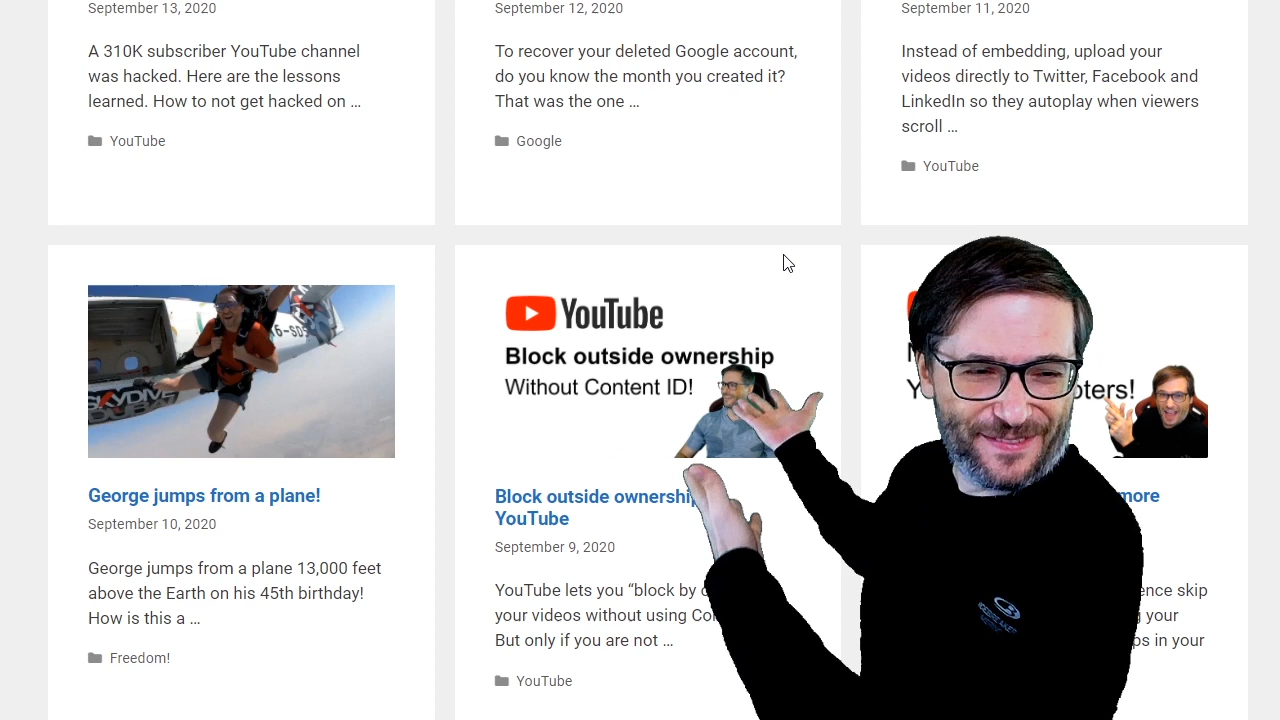 September 13, 2020
A 310K subscriber YouTube channel
was hacked. Here are the lessons
learned. How to not get hacked on ...
YouTube
September 12, 2020
To recover your deleted Google account,
do you know the month you created it?
That was the one ...
Google
September 11, 2020
Instead of embedding, upload your
videos directly to Twitter, Facebook and
LinkedIn so they autoplay when viewers
scroll ...
YouTube
SKYDIVE
George jumps from a plane!
September 10, 2020
George jumps from a plane 13,000 feet
above the Earth on his 45th birthday!
How is this a ...
Freedom!
YouTube
Block outside ownership
Without Content ID!
Block outside ownership
YouTube
September 9, 2020
YouTube lets you “block by
your videos without using
But only if you are not ...
YouTube
more
skip
your
in your